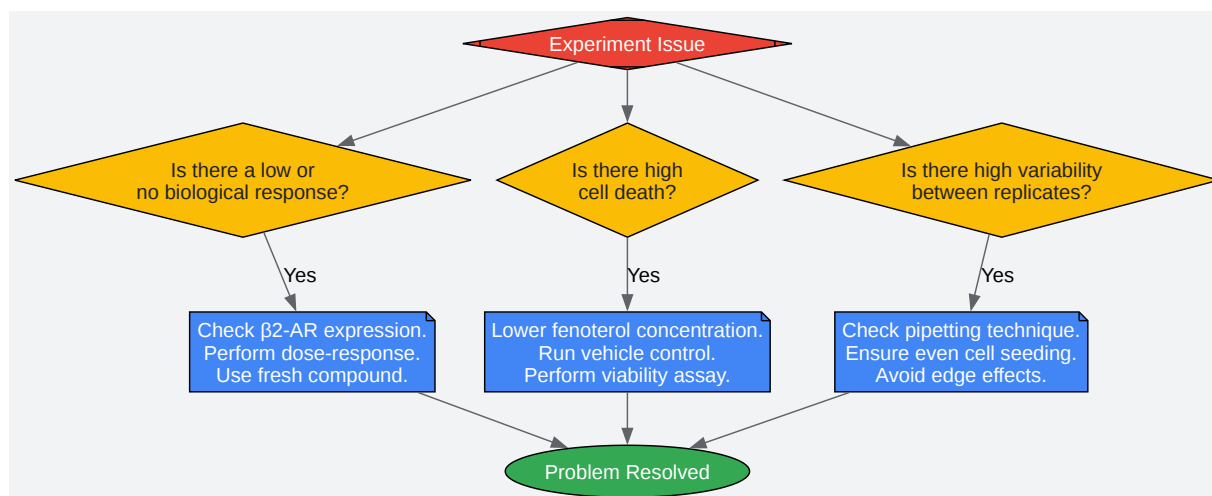 Experiment Issue
Is there a low or
no biological response?
Is there high
cell death?
Is there high variability
between replicates?
Yes
Yes
Yes
Check β2-AR expression.
Perform dose-response.
Use fresh compound.
Lower fenoterol concentration.
Run vehicle control.
Perform viability assay.
Check pipetting technique.
Ensure even cell seeding.
Avoid edge effects.
Problem Resolved